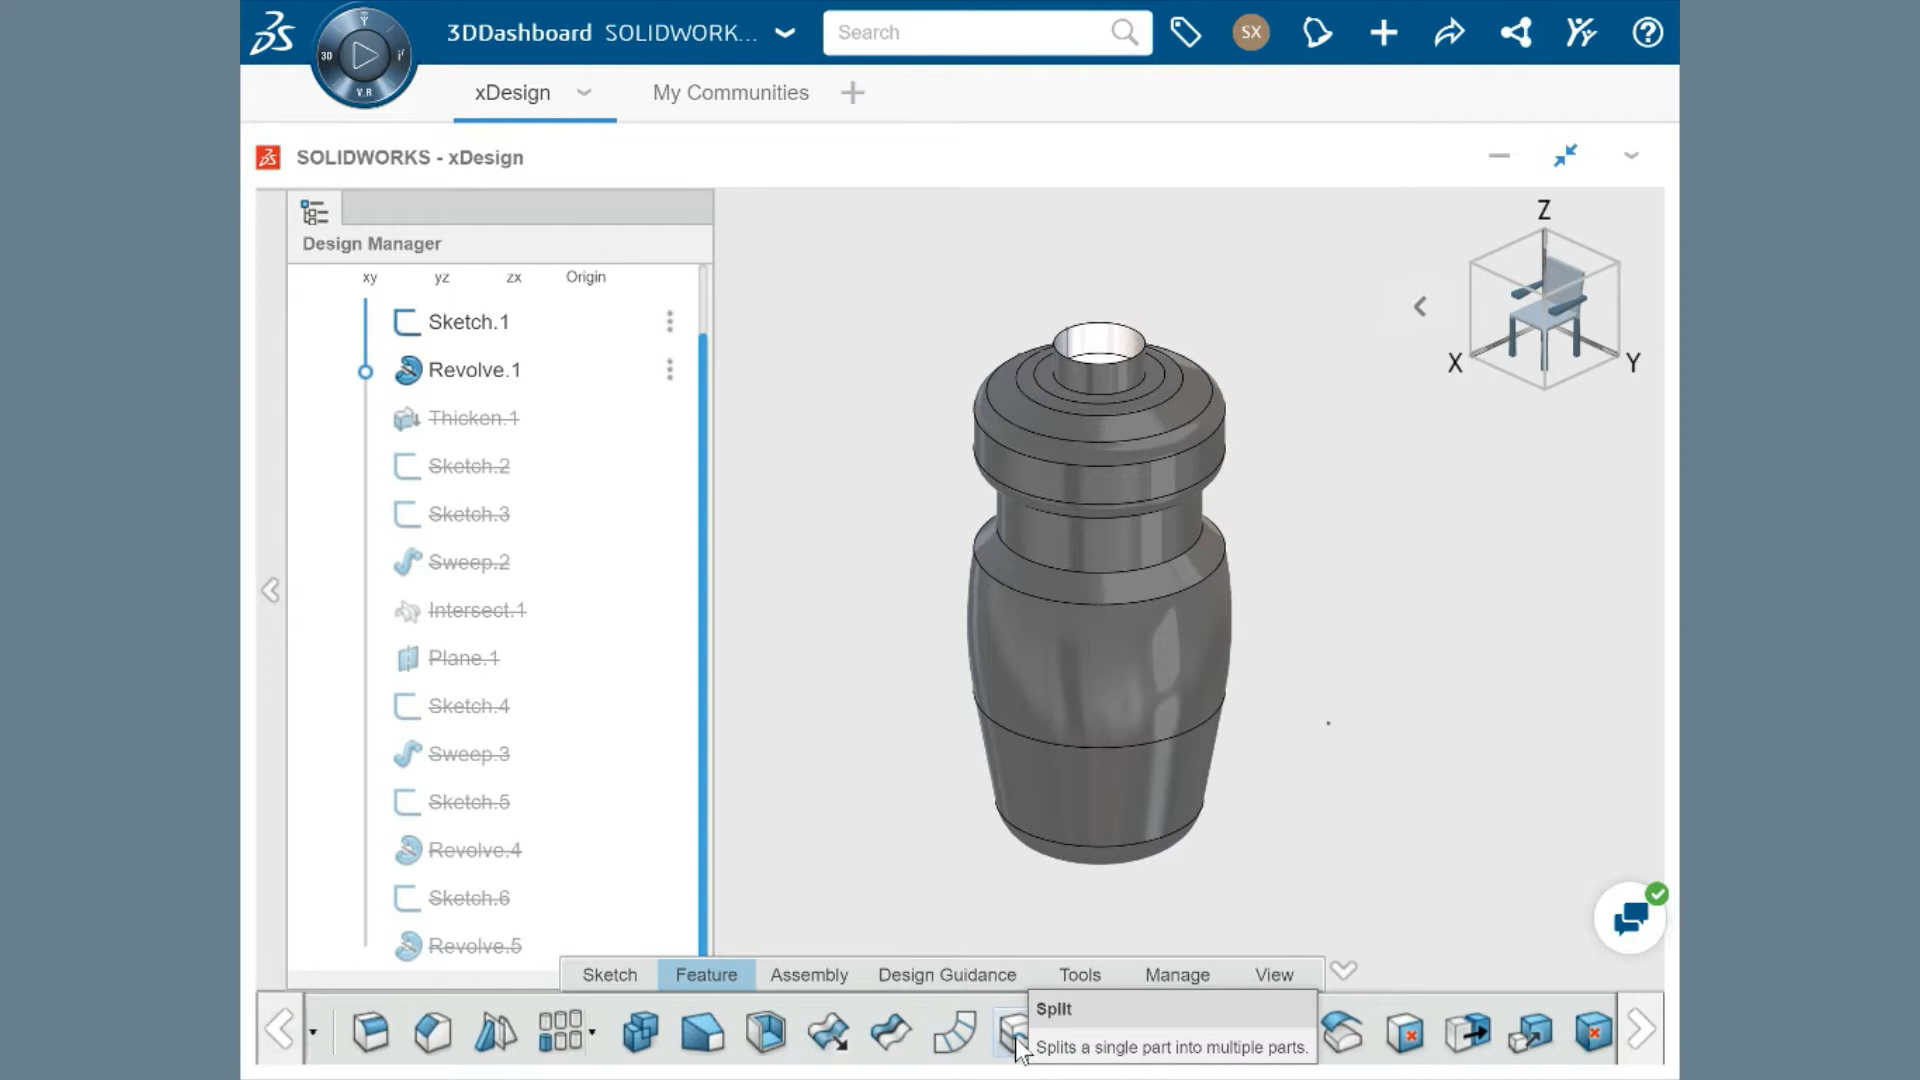 3DDashboard SOLIDWORK...
Search
SX
3D
V.R
xDesign
My Communities
SOLIDWORKS - xDesign
Design Manager
xy yz zx Origin
Sketch.1
Revolve.1
Thicken.1
Sketch.2
Sketch.3
Sweep.2
Intersect.1
Plane.1
Sketch.4
Sweep.3
Sketch.5
Revolve.4
Sketch.6
Revolve.5
Z
X
Y
Sketch Feature Assembly Design Guidance Tools Manage View
Split
Splits a single part into multiple parts.